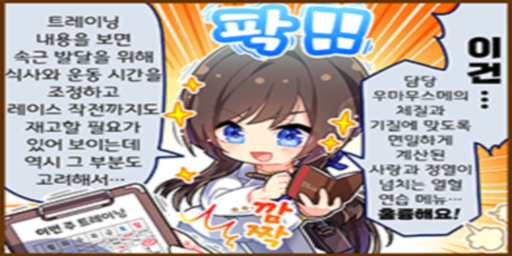 트레이닝
내용을 보면
속근 발달을 위해
식사와 운동 시간을
조정하고
레이스 작전까지도
재고할 필요가
있어 보이는데
역시 그 부분도
고려해서…
팍
이건…
담당
우마무스메의
체질과
기질에 맞도록
면밀하게
계산된
사랑과 정열이
넘치는 열혈
연습 메뉴…
훌륭해요!
깜
짝
이번 주 트레이닝